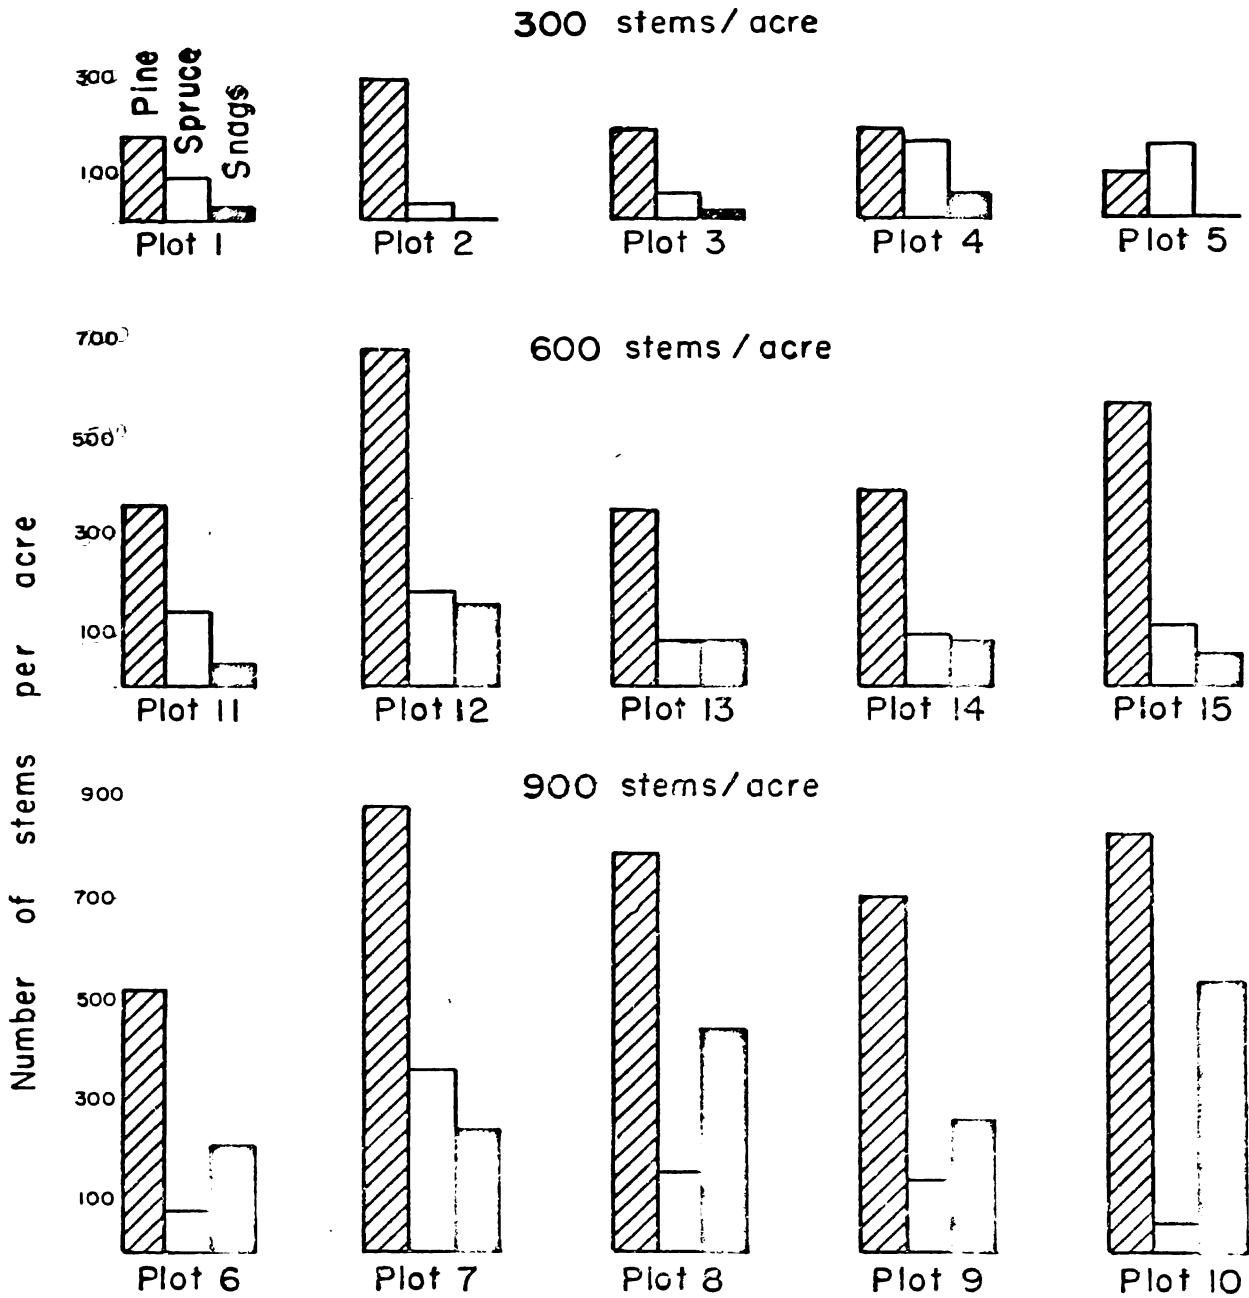 300 stems/acre
300
100
Pine
Spruce
Snags
Plot 1
Plot 2
Plot 3
Plot 4
Plot 5
600 stems/acre
700
500
300
100
Plot 11
Plot 12
Plot 13
Plot 14
Plot 15
900 stems/acre
900
700
500
300
100
Plot 6
Plot 7
Plot 8
Plot 9
Plot 10
Number of stems per acre